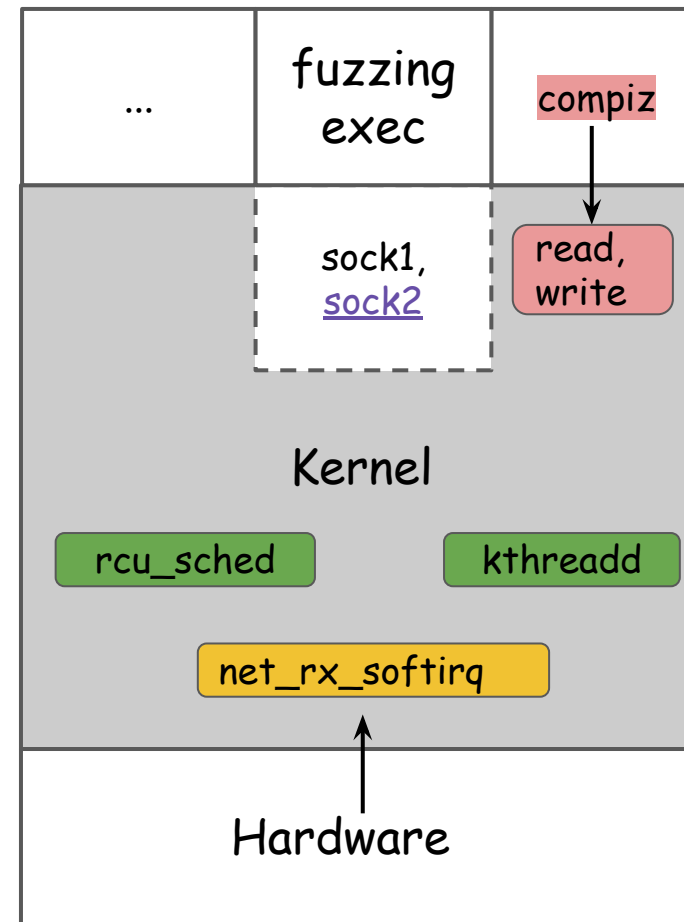 ...
fuzzing
exec
compiz
sock1,
sock2
read,
write
Kernel
rcu_sched
kthreadd
net_rx_softirq
Hardware